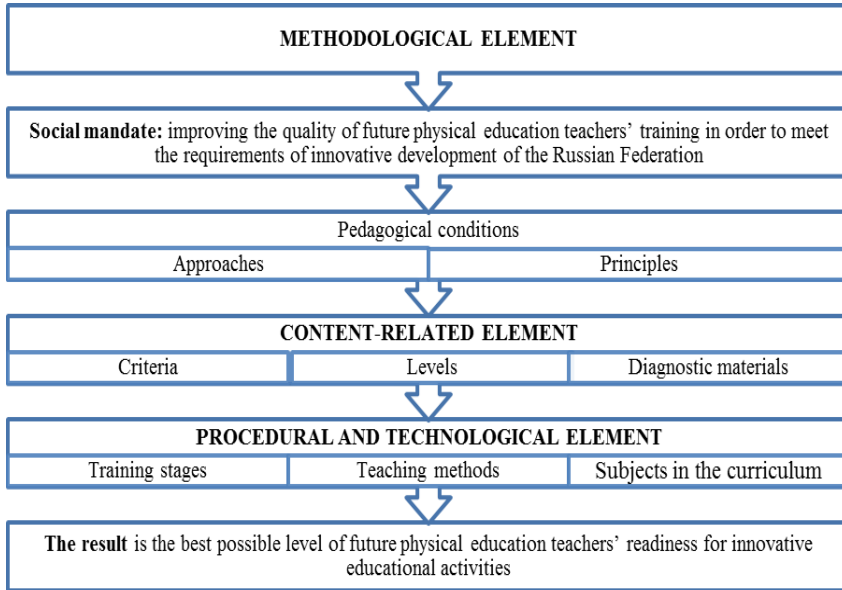 METHODOLOGICAL ELEMENT
Social mandate: improving the quality of future physical education teachers’ training in order to meet
the requirements of innovative development of the Russian Federation
Pedagogical conditions
Approaches
Principles
CONTENT-RELATED ELEMENT
Criteria
Levels
Diagnostic materials
PROCEDURAL AND TECHNOLOGICAL ELEMENT
Training stages
Teaching methods
Subjects in the curriculum
The result is the best possible level of future physical education teachers’ readiness for innovative
educational activities